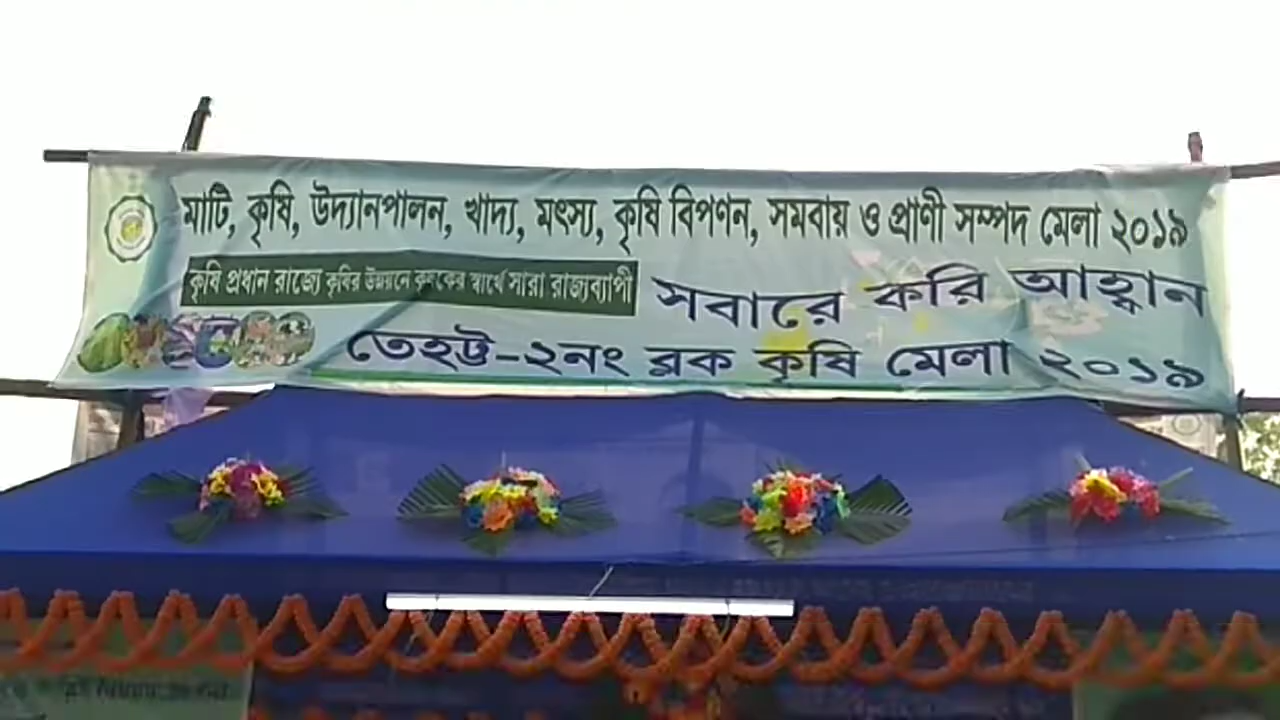 মাটি, কৃষি, উদ্যানপালন, খাদ্য, মৎস্য, কৃষি বিপণন, সমবায় ও প্রাণী সম্পদ মেলা ২০১৯
কৃষি প্রধান রাজ্যে কৃষির উন্নয়নে কৃষকের স্বার্থে সারা রাজ্যব্যাপী
সবারে করি আহ্বান
তেহট্ট-২নং ব্লক কৃষি মেলা ২০১৯